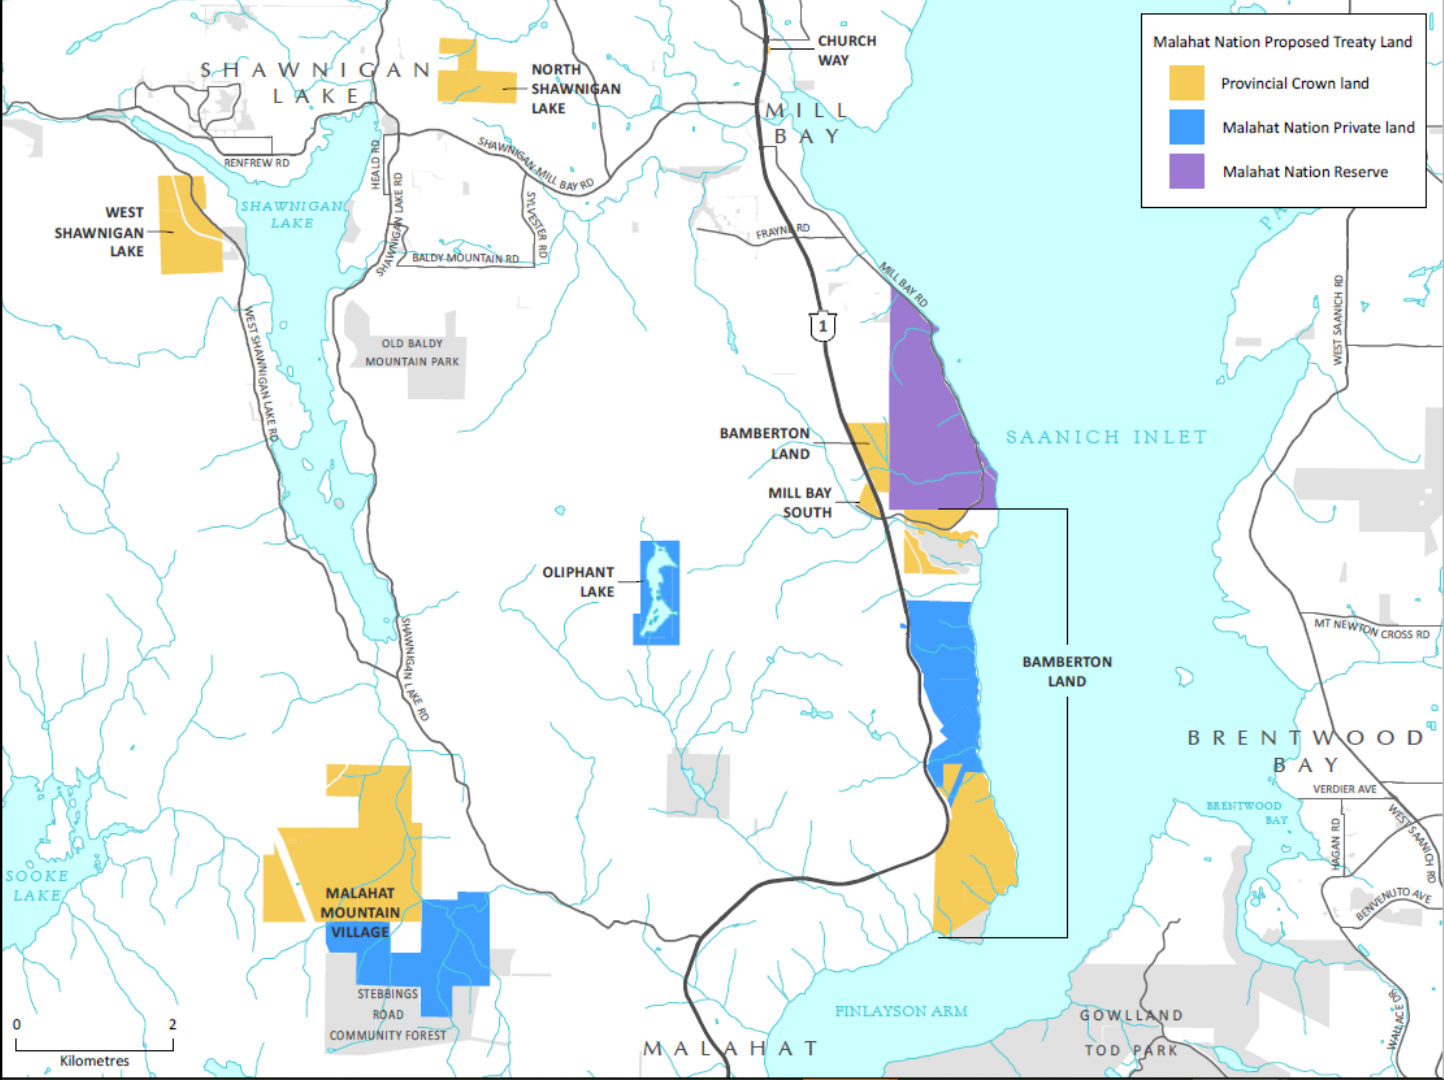 Malahat Nation Proposed Treaty Land
Provincial Crown land
Malahat Nation Private land
Malahat Nation Reserve
CHURCH
WAY
SHAWNIGAN
LAKE
NORTH
SHAWNIGAN
LAKE
MILL
BAY
RENFREW RD
HEALD RD
SHAWNIGAN-MILL BAY RD
SHAWNIGAN LAKE RD
SYLVESTER RD
BALDY MOUNTAIN RD
WEST
SHAWNIGAN
LAKE
SHAWNIGAN
LAKE
FRAYNE RD
MILL BAY RD
1
WEST SHAWNIGAN LAKE RD
OLD BALDY
MOUNTAIN PARK
WEST SAANICH RD
BAMBERTON
LAND
SAANICH INLET
MILL BAY
SOUTH
OLIPHANT
LAKE
SHAWNIGAN LAKE RD
BAMBERTON
LAND
MT NEWTON CROSS RD
BRENTWOOD
BAY
VERDIER AVE
BRENTWOOD
BAY
WEST SAANICH RD
HAGAN RD
BENVENUTO AVE
SOOKE
LAKE
MALAHAT
MOUNTAIN
VILLAGE
STEBBINGS
ROAD
COMMUNITY FOREST
FINLAYSON ARM
GOWLLAND
TOD PARK
WALLACE DR
MALAHAT
0 2
Kilometres